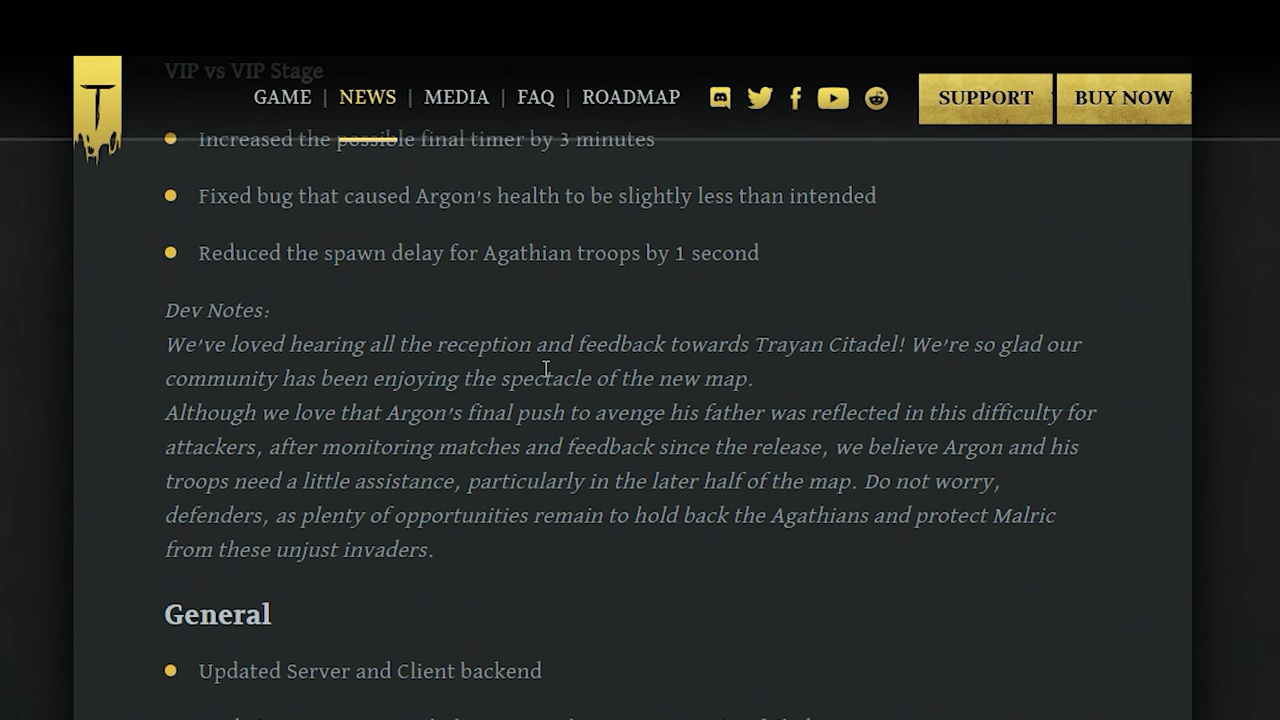 VIP vs VIP Stage
GAME | NEWS | MEDIA | FAQ | ROADMAP
SUPPORT
BUY NOW
T
Increased the possible final timer by 3 minutes
Fixed bug that caused Argon's health to be slightly less than intended
Reduced the spawn delay for Agathian troops by 1 second
Dev Notes:
We've loved hearing all the reception and feedback towards Trayan Citadel! We're so glad our
community has been enjoying the spectacle of the new map.
Although we love that Argon's final push to avenge his father was reflected in this difficulty for
attackers, after monitoring matches and feedback since the release, we believe Argon and his
troops need a little assistance, particularly in the later half of the map. Do not worry,
defenders, as plenty of opportunities remain to hold back the Agathians and protect Malric
from these unjust invaders.
General
Updated Server and Client backend